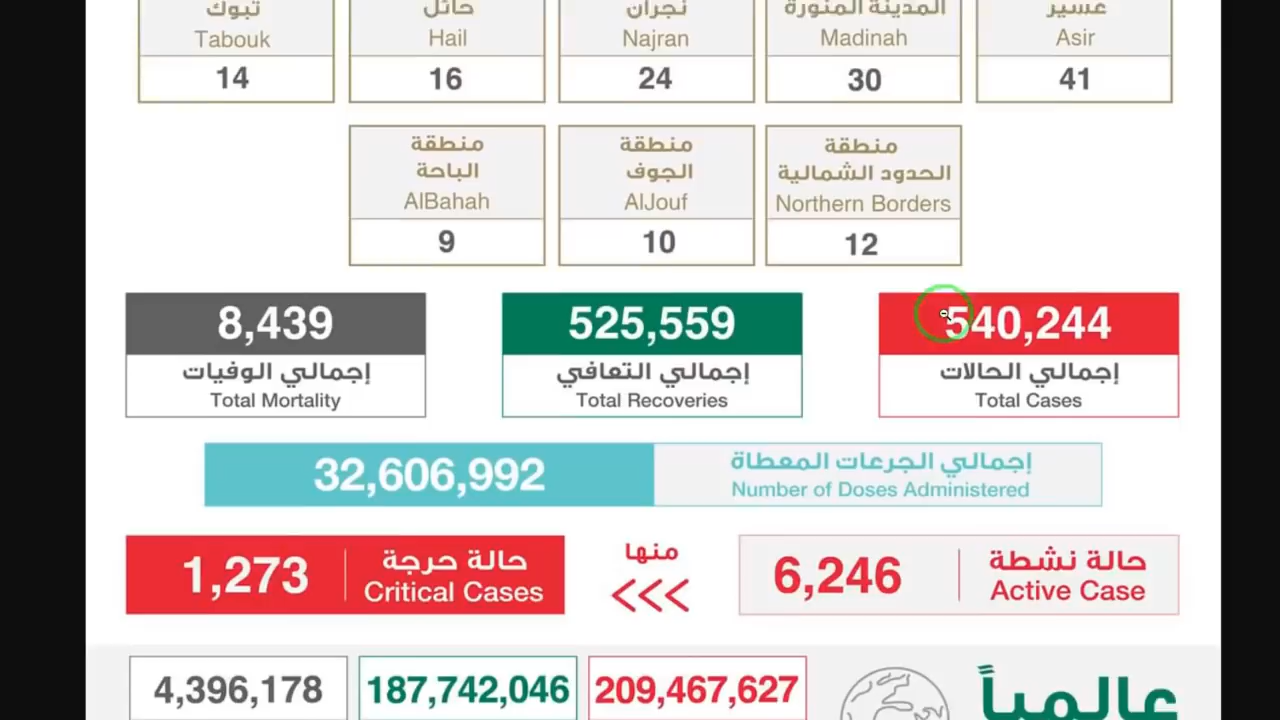 عسير
Asir
41
المدينة المنورة
Madinah
30
نجران
Najran
24
حائل
Hail
16
تبوك
Tabouk
14
منطقة
الحدود الشمالية
Northern Borders
12
منطقة
الجوف
AlJouf
10
منطقة
الباحة
AlBahah
9
540,244
إجمالي الحالات
Total Cases
525,559
إجمالي التعافي
Total Recoveries
8,439
إجمالي الوفيات
Total Mortality
إجمالي الجرعات المعطاة
Number of Doses Administered
32,606,992
حالة نشطة
Active Case
6,246
منها
حالة حرجة
Critical Cases
1,273
عالمياً
209,467,627
187,742,046
4,396,178